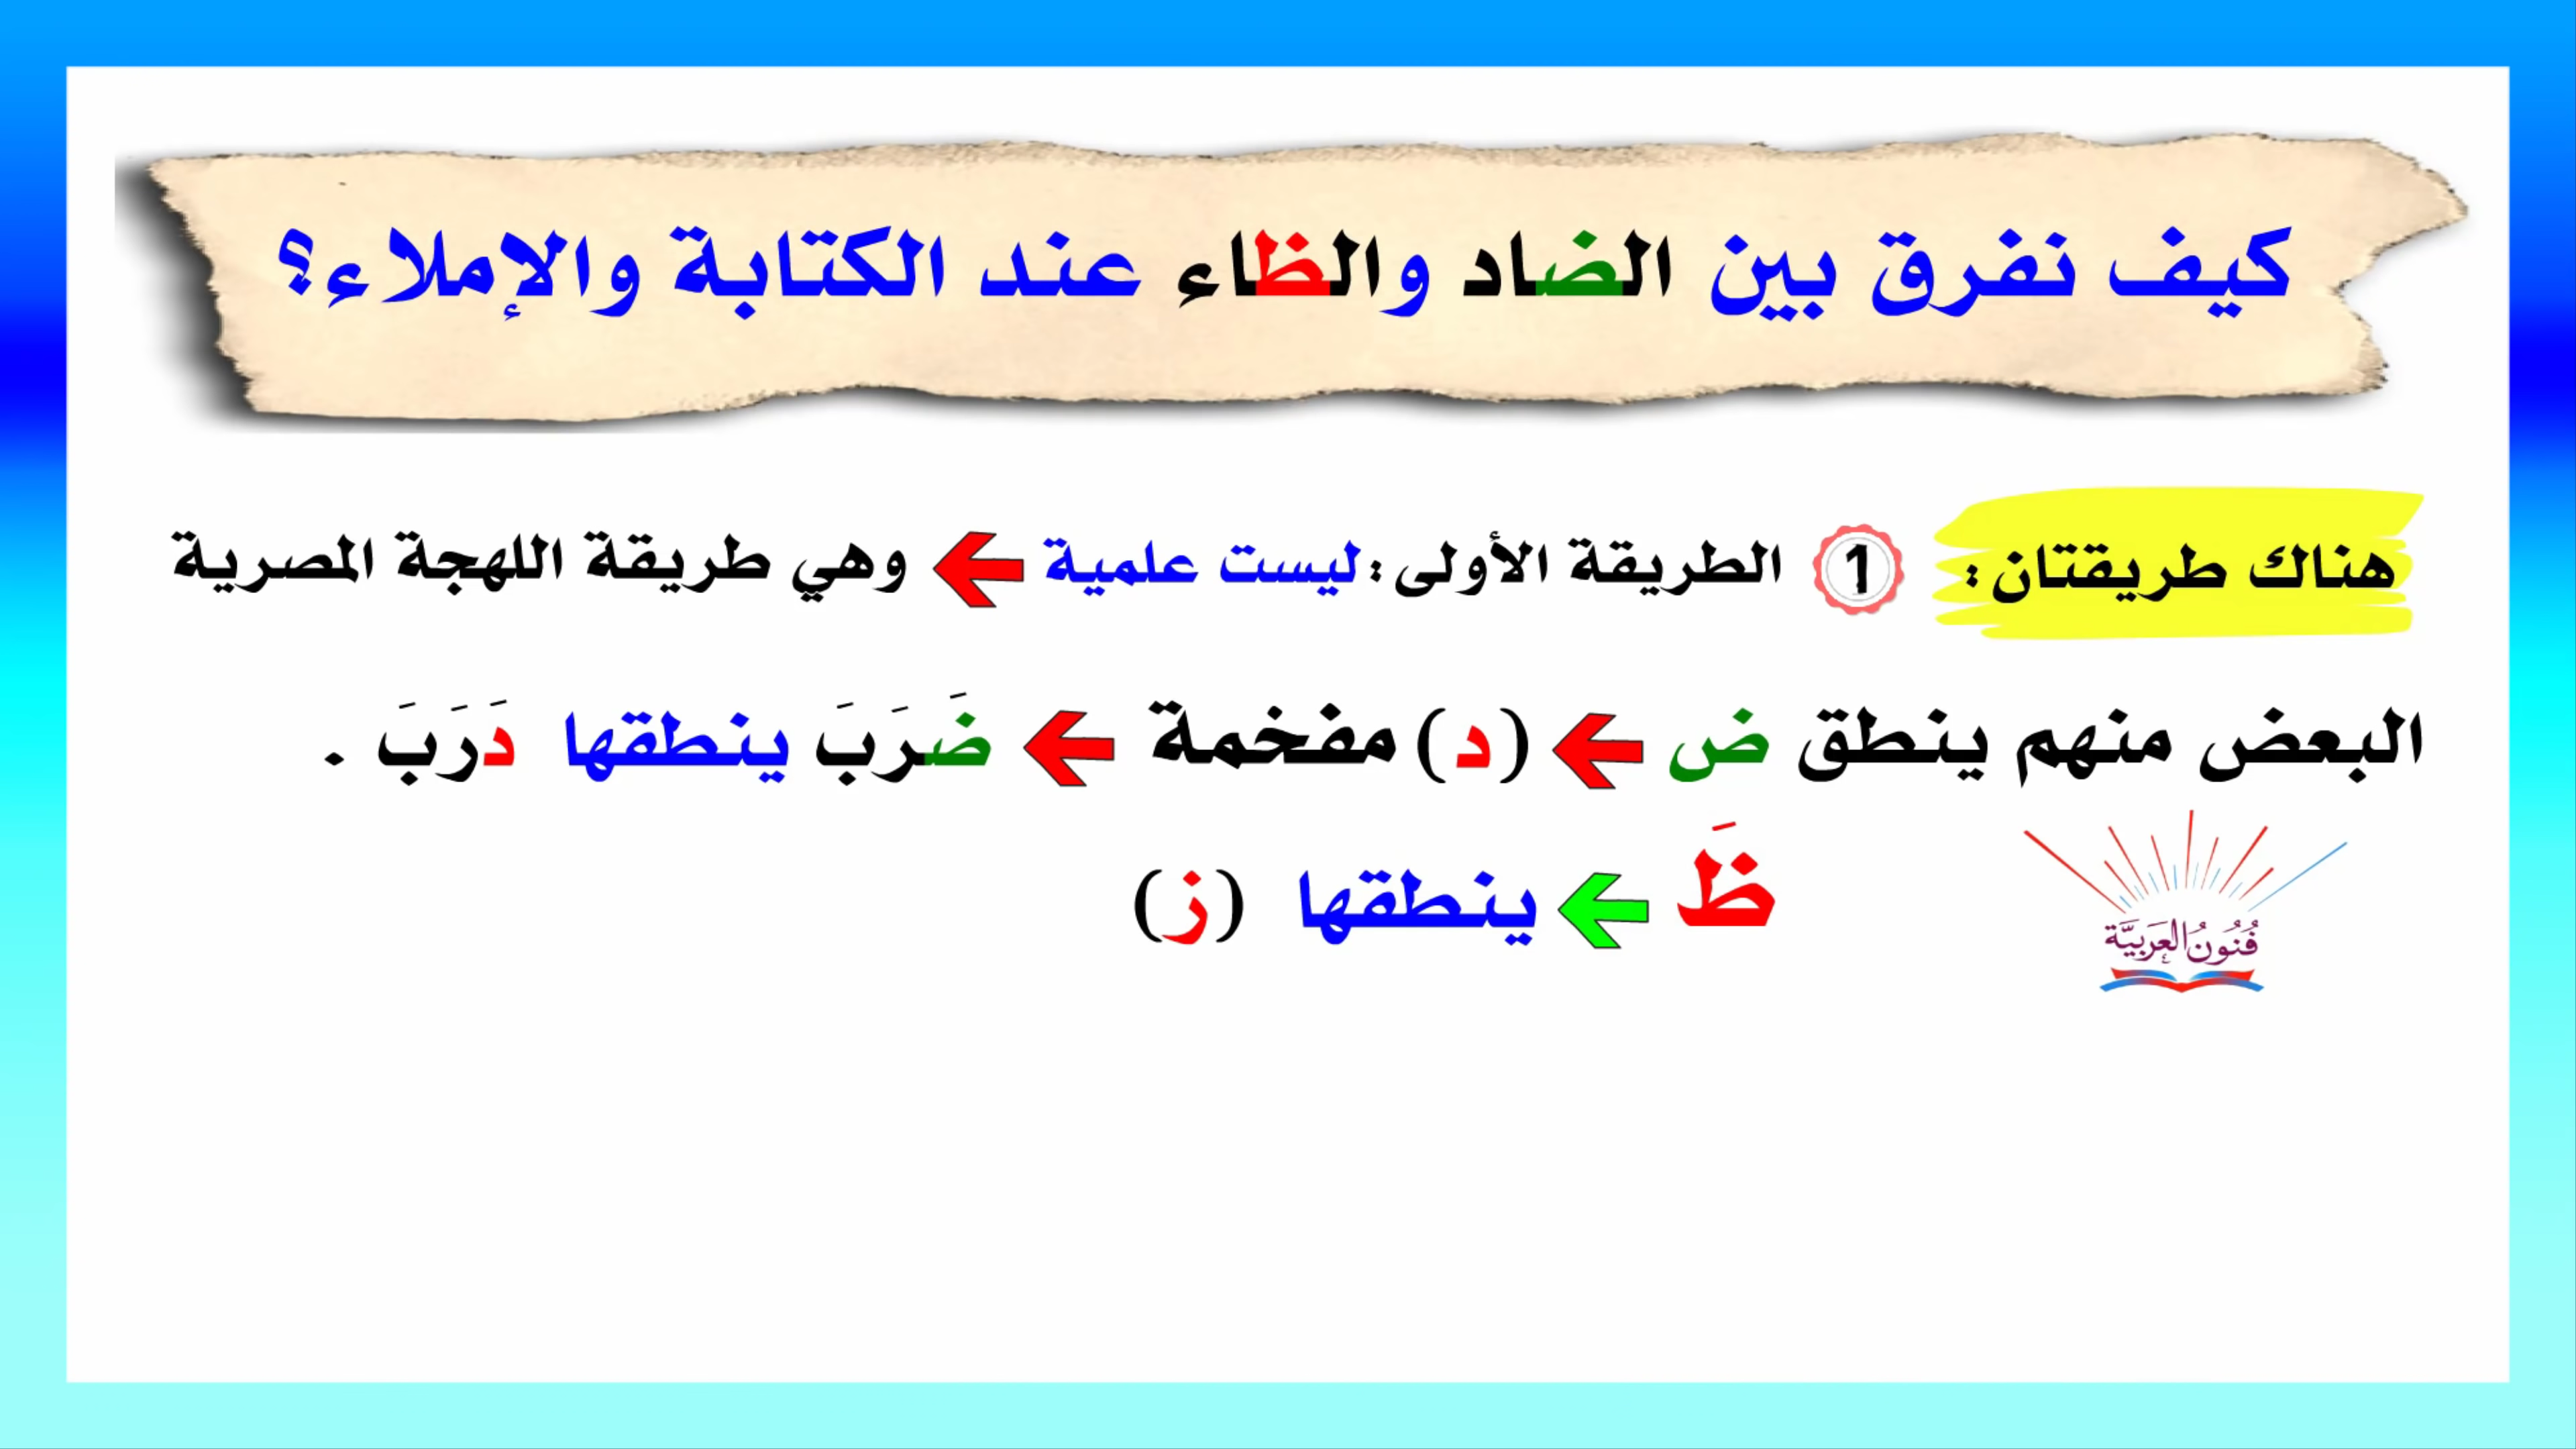 كيف نفرق بين الضاد والظاء عند الكتابة والإملاء؟
هناك طريقتان : 1 الطريقة الأولى : ليست علمية وهي طريقة اللهجة المصرية
البعض منهم ينطق ض (د) مفخمة ضَرَبَ ينطقها دَرَبَ .
ظَ ينطقها (ز)
فُنُونُ العَرَبِيَّة